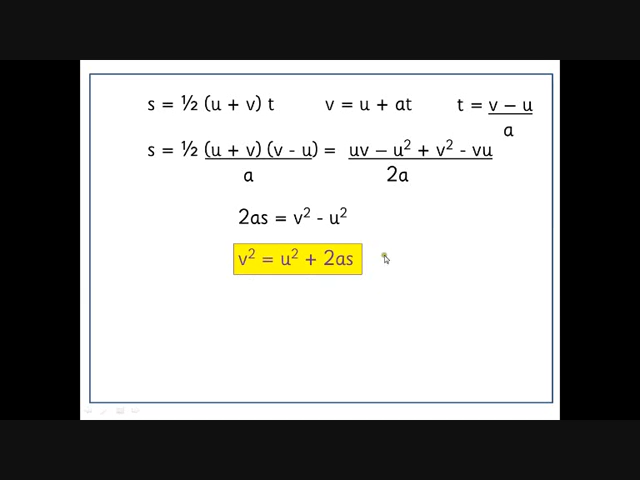 s = ½ (u + v) t v = u + at t = v – u
a
s = ½ (u + v) (v - u) = uv – u² + v² - vu
a 2a
2as = v² - u²
v² = u² + 2as